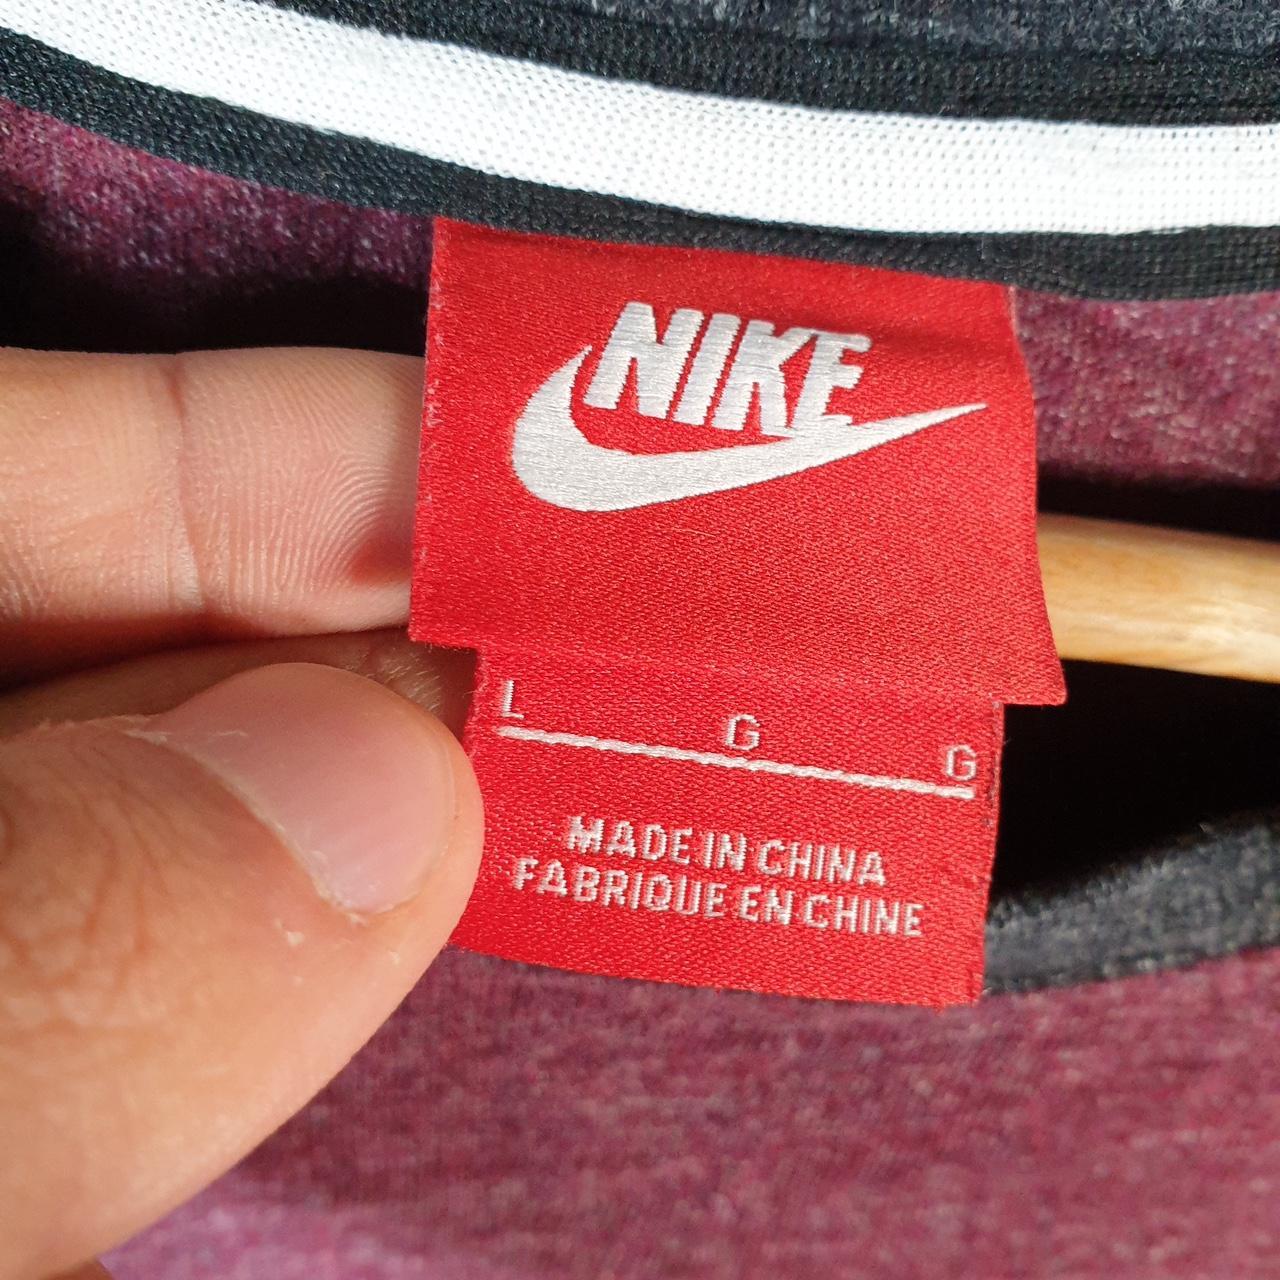 NIKE
L G G
MADE IN CHINA
FABRIQUE EN CHINE